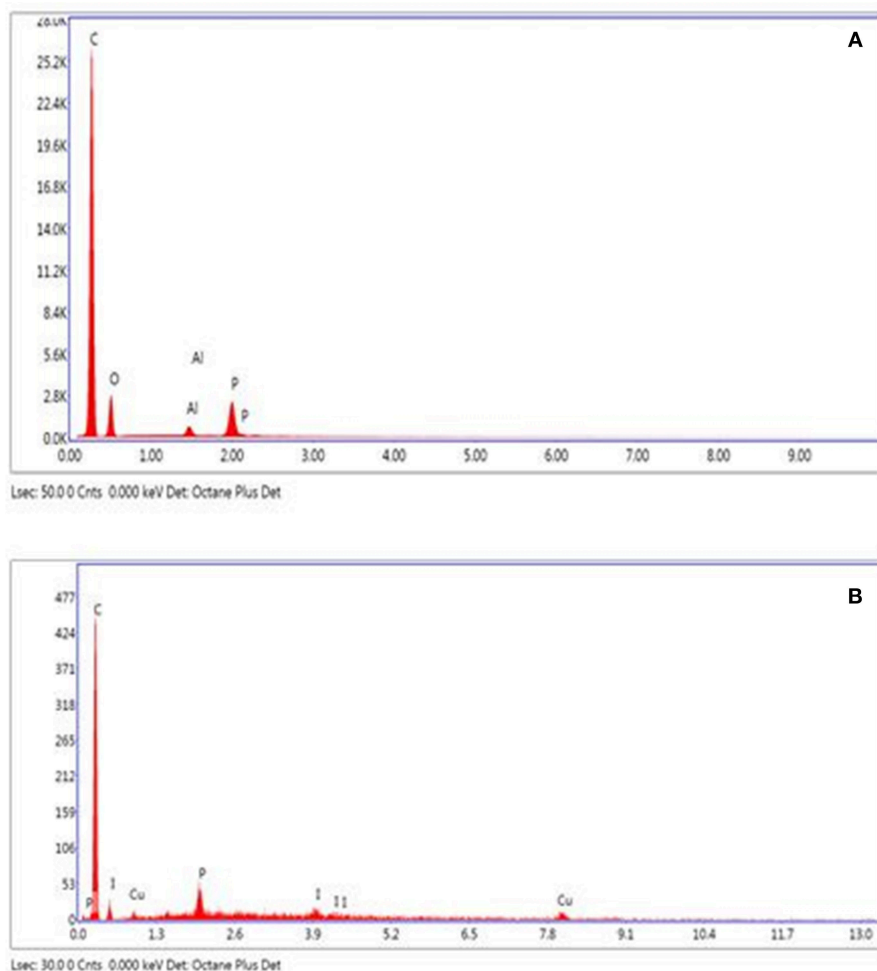 28.0K
A
C
25.2K
22.4K
19.6K
16.8K
14.0K
11.2K
8.4K
5.6K
Al
O
P
2.8K
Al
P
0.0K
0.00 1.00 2.00 3.00 4.00 5.00 6.00 7.00 8.00 9.00
Lsec: 50.0 0 Cnts 0.000 keV Det: Octane Plus Det
B
477
C
424
371
318
265
212
159
106
P
53
I
Cu
I
P
I I
Cu
0
0.0 1.3 2.6 3.9 5.2 6.5 7.8 9.1 10.4 11.7 13.0
Lsec: 30.0 0 Cnts 0.000 keV Det: Octane Plus Det